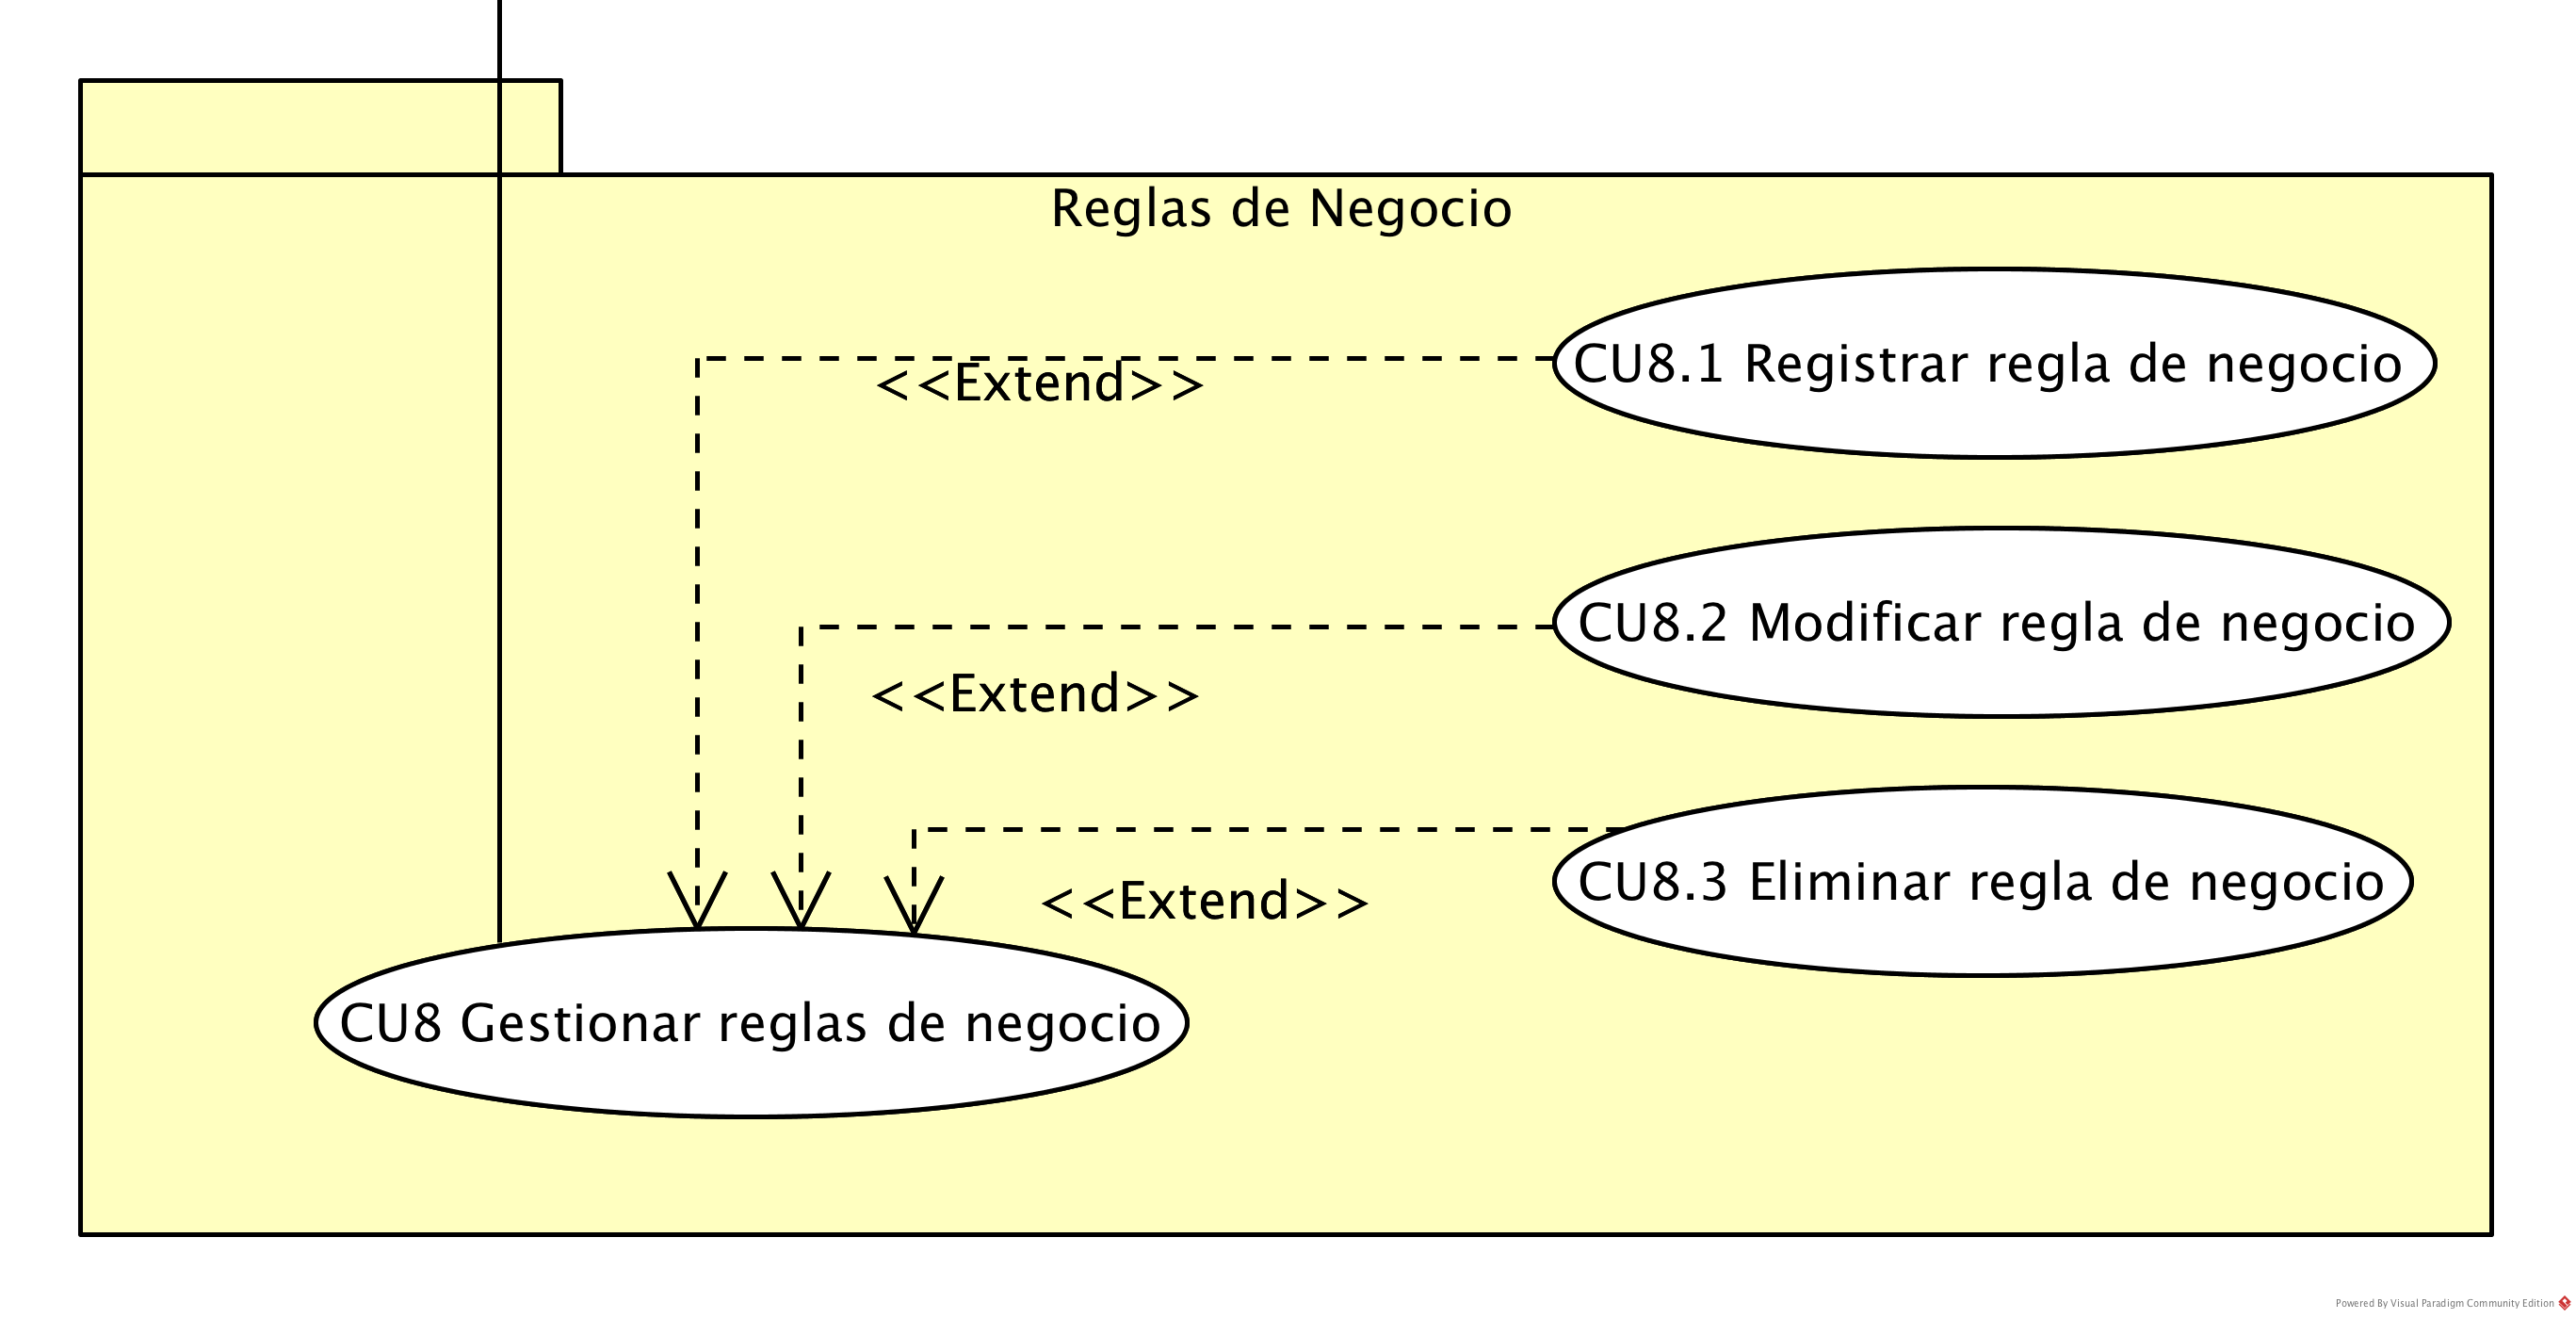 Reglas de Negocio
CU8.1 Registrar regla de negocio
<<Extend>>
CU8.2 Modificar regla de negocio
<<Extend>>
CU8.3 Eliminar regla de negocio
<<Extend>>
CU8 Gestionar reglas de negocio
Powered By Visual Paradigm Community Edition